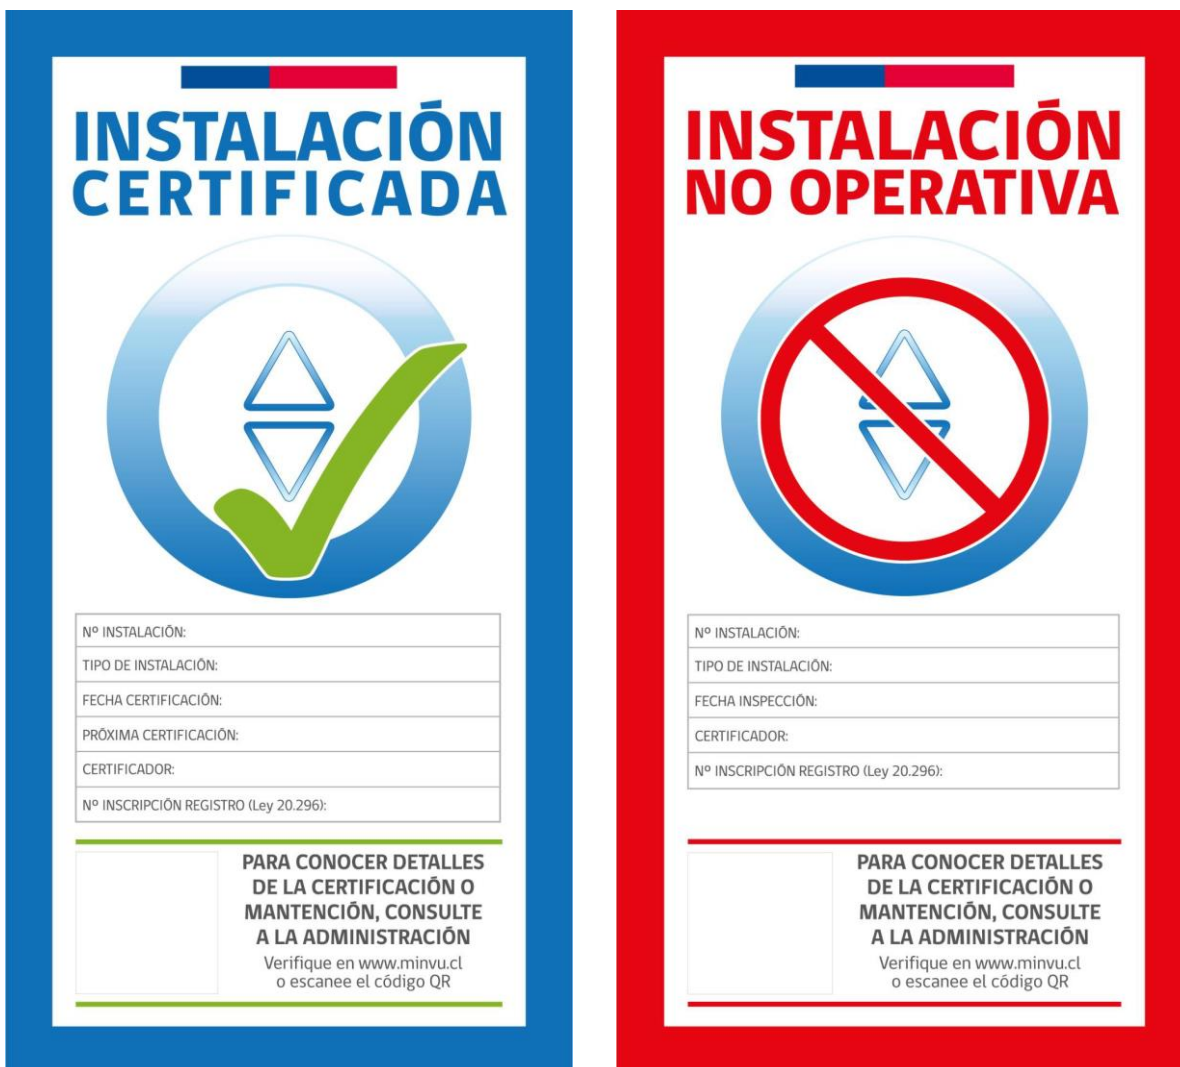 INSTALACIÓN
CERTIFICADA
Nº INSTALACIÓN:
TIPO DE INSTALACIÓN:
FECHA CERTIFICACIÓN:
PRÓXIMA CERTIFICACIÓN:
CERTIFICADOR:
Nº INSCRIPCIÓN REGISTRO (Ley 20.296):
PARA CONOCER DETALLES
DE LA CERTIFICACIÓN O
MANTENCIÓN, CONSULTE
A LA ADMINISTRACIÓN
Verifique en www.minvu.cl
o escanee el código QR
INSTALACIÓN
NO OPERATIVA
Nº INSTALACIÓN:
TIPO DE INSTALACIÓN:
FECHA INSPECCIÓN:
CERTIFICADOR:
Nº INSCRIPCIÓN REGISTRO (Ley 20.296):
PARA CONOCER DETALLES
DE LA CERTIFICACIÓN O
MANTENCIÓN, CONSULTE
A LA ADMINISTRACIÓN
Verifique en www.minvu.cl
o escanee el código QR